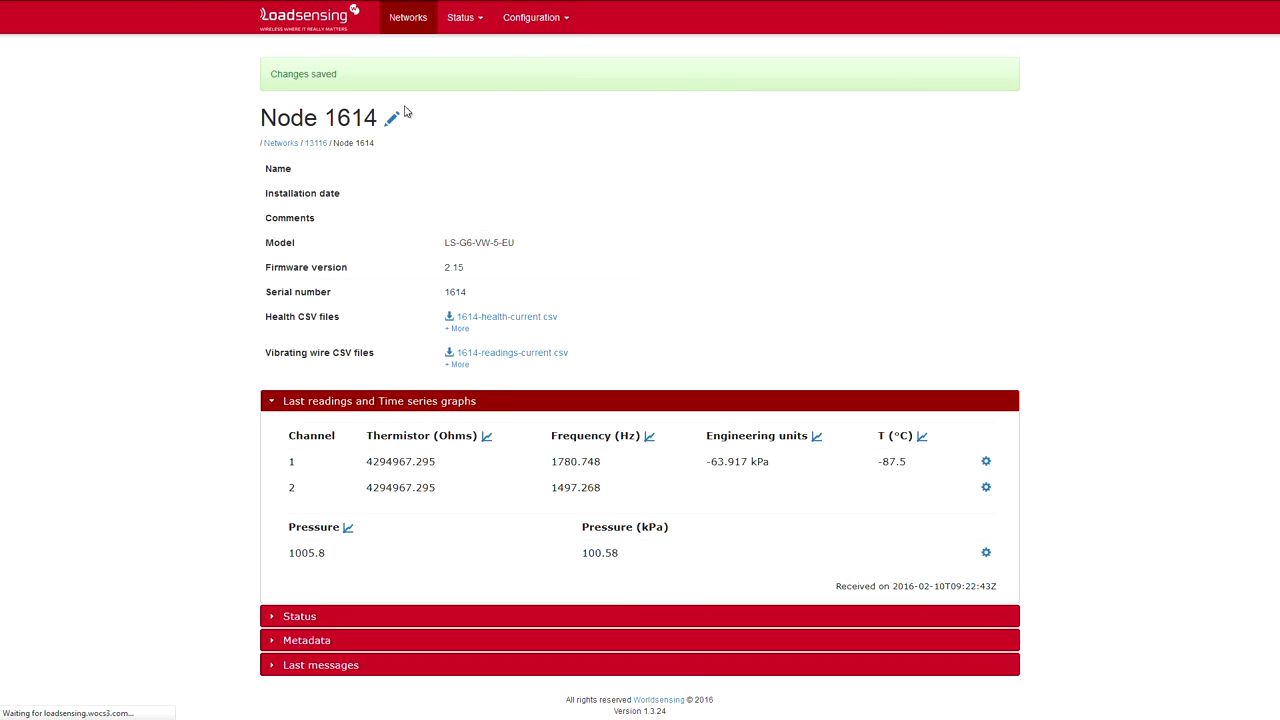 Loadsensing
WIRELESS WHERE IT REALLY MATTERS.
Networks Status Configuration
Changes saved
Node 1614
/ Networks / 13116 / Node 1614
Name
Installation date
Comments
Model LS-G6-VW-5-EU
Firmware version 2.15
Serial number 1614
Health CSV files 1614-health-current.csv
+ More
Vibrating wire CSV files 1614-readings-current.csv
+ More
Last readings and Time series graphs
Channel Thermistor (Ohms) Frequency (Hz) Engineering units T (°C)
1 4294967.295 1780.748 -63.917 kPa -87.5
2 4294967.295 1497.268
Pressure Pressure (kPa)
1005.8 100.58
Received on 2016-02-10T09:22:43Z
Status
Metadata
Last messages
All rights reserved Worldsensing © 2016
Version 1.3.24
Waiting for loadsensing.wocs3.com...